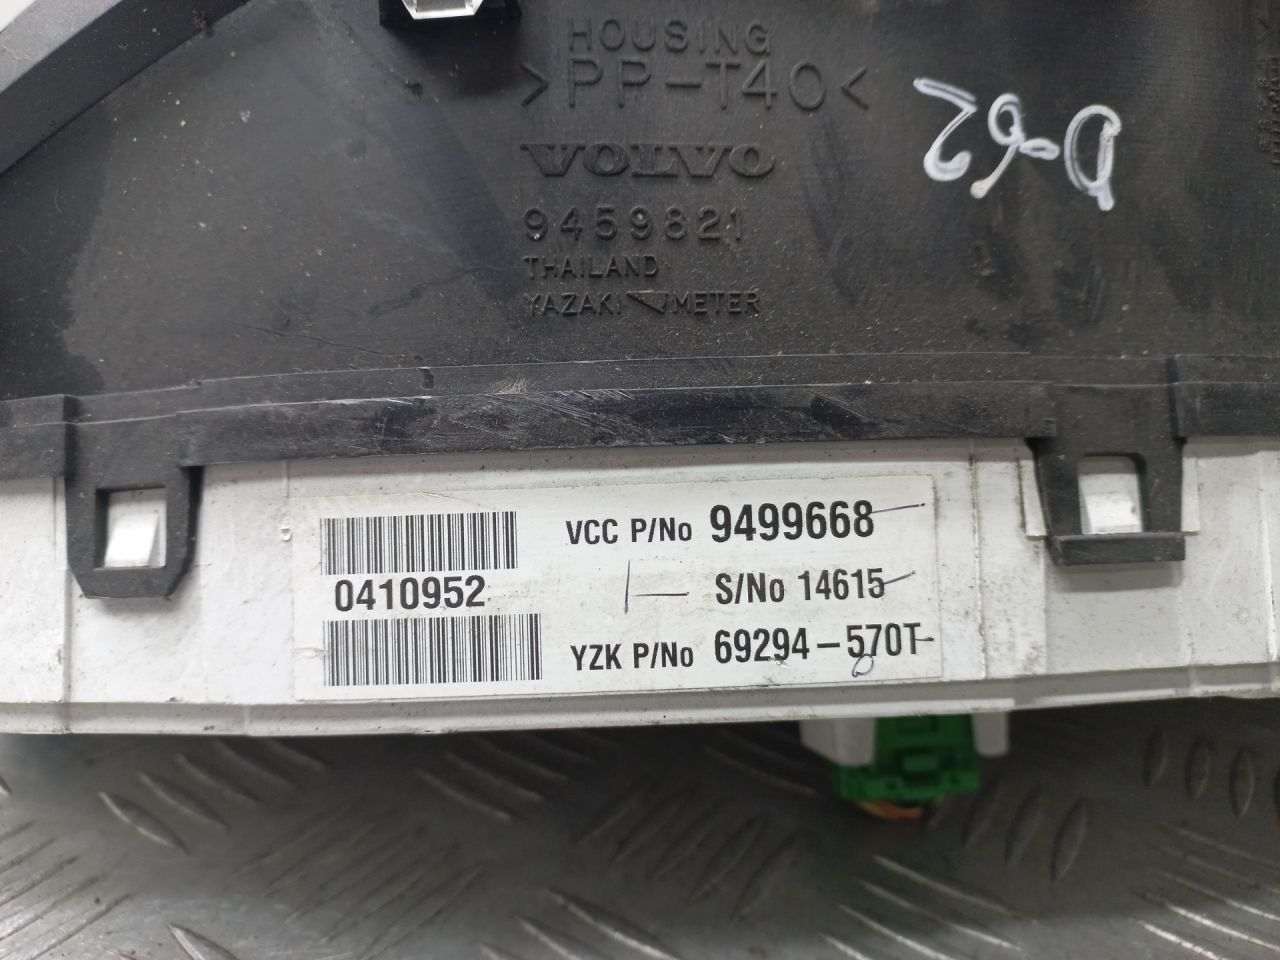 HOUSING
>PP-T40<
D-62
VOLVO
9459821
THAILAND
YAZAKI METER
VCC P/No 9499668
0410952
S/No 14615
YZK P/No 69294-570T